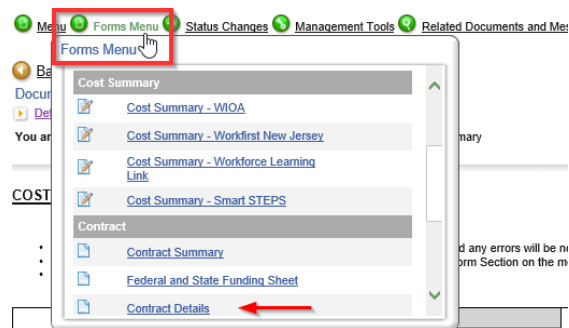 Menu Forms Menu Status Changes Management Tools Related Documents and Mes
Forms Menu
Ba
Docur
Det
You ar
mary
Cost Summary
Cost Summary - WIOA
Cost Summary - Workfirst New Jersey
Cost Summary - Workforce Learning
Link
Cost Summary - Smart STEPS
COST
Contract
Contract Summary
d any errors will be no
orm Section on the m
Federal and State Funding Sheet
Contract Details